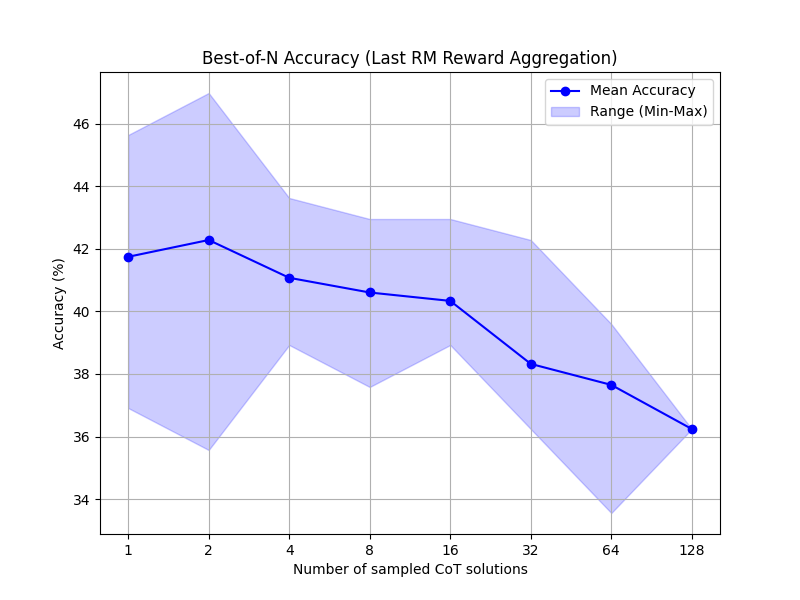 Best-of-N Accuracy (Last RM Reward Aggregation)
Mean Accuracy
Range (Min-Max)
Accuracy (%)
46
44
42
40
38
36
34
1 2 4 8 16 32 64 128
Number of sampled CoT solutions